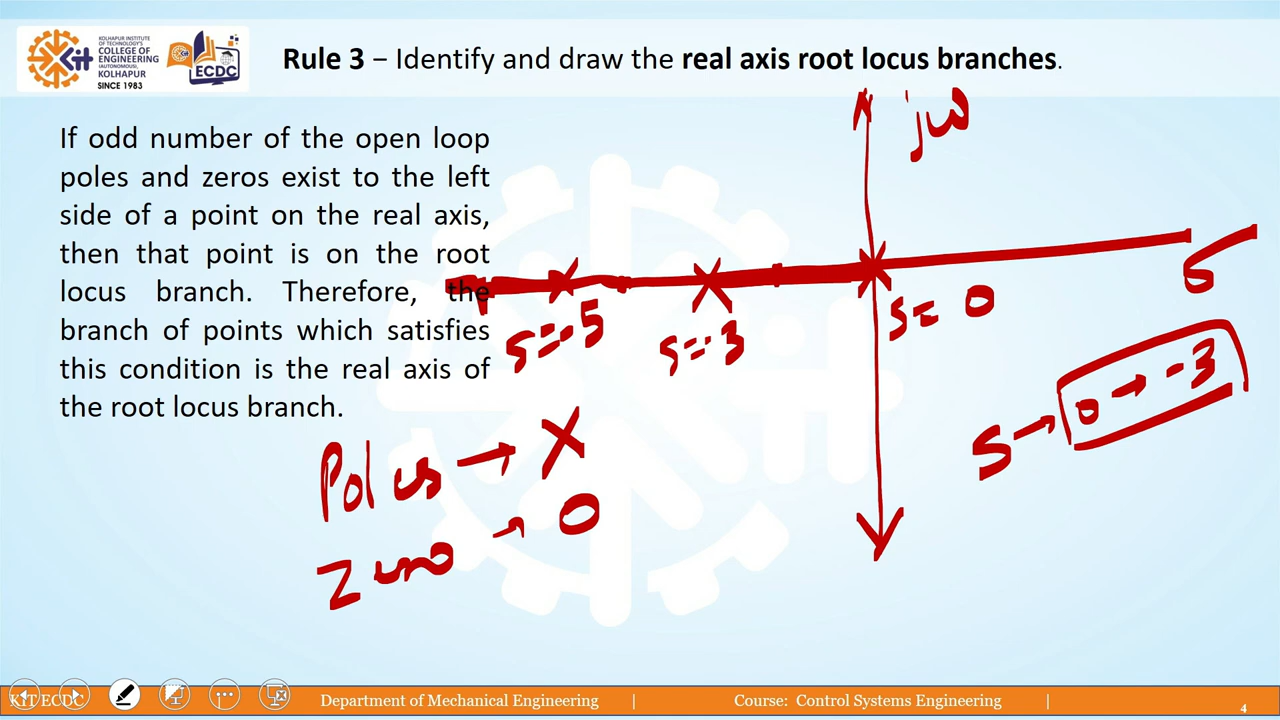 KOLHAPUR INSTITUTE
OF TECHNOLOGY'S
COLLEGE OF
ENGINEERING
(AUTONOMOUS),
KOLHAPUR
SINCE 1983
KIT
ECDC
Rule 3 – Identify and draw the real axis root locus branches.
If odd number of the open loop
poles and zeros exist to the left
side of a point on the real axis,
then that point is on the root
locus branch. Therefore, the
branch of points which satisfies
this condition is the real axis of
the root locus branch.
jω
σ
s=-5
s=-3
s= 0
s→ 0→-3
Poles → X
Zero → O
KIT ECDC
Department of Mechanical Engineering |
Course: Control Systems Engineering |
4